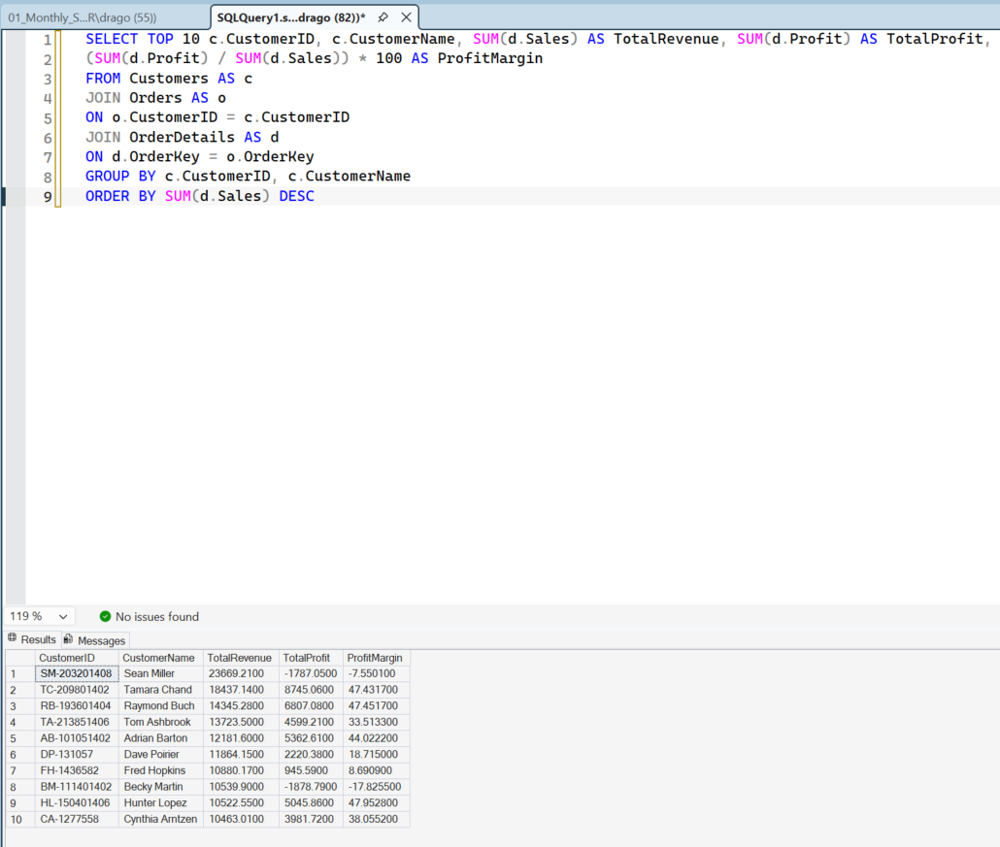 01_Monthly_S...R\drago (55)) SQLQuery1.s...drago (82))*
1 SELECT TOP 10 c.CustomerID, c.CustomerName, SUM(d.Sales) AS TotalRevenue, SUM(d.Profit) AS TotalProfit,
2 (SUM(d.Profit) / SUM(d.Sales)) * 100 AS ProfitMargin
3 FROM Customers AS c
4 JOIN Orders AS o
5 ON o.CustomerID = c.CustomerID
6 JOIN OrderDetails AS d
7 ON d.OrderKey = o.OrderKey
8 GROUP BY c.CustomerID, c.CustomerName
9 ORDER BY SUM(d.Sales) DESC
119 % No issues found
Results Messages
CustomerID CustomerName TotalRevenue TotalProfit ProfitMargin
1 SM-203201408 Sean Miller 23669.2100 -1787.0500 -7.550100
2 TC-209801402 Tamara Chand 18437.1400 8745.0600 47.431700
3 RB-193601404 Raymond Buch 14345.2800 6807.0800 47.451700
4 TA-213851406 Tom Ashbrook 13723.5000 4599.2100 33.513300
5 AB-101051402 Adrian Barton 12181.6000 5362.6100 44.022200
6 DP-131057 Dave Poirier 11864.1500 2220.3800 18.715000
7 FH-1436582 Fred Hopkins 10880.1700 945.5900 8.690900
8 BM-111401402 Becky Martin 10539.9000 -1878.7900 -17.825500
9 HL-150401406 Hunter Lopez 10522.5500 5045.8600 47.952800
10 CA-1277558 Cynthia Arntzen 10463.0100 3981.7200 38.055200